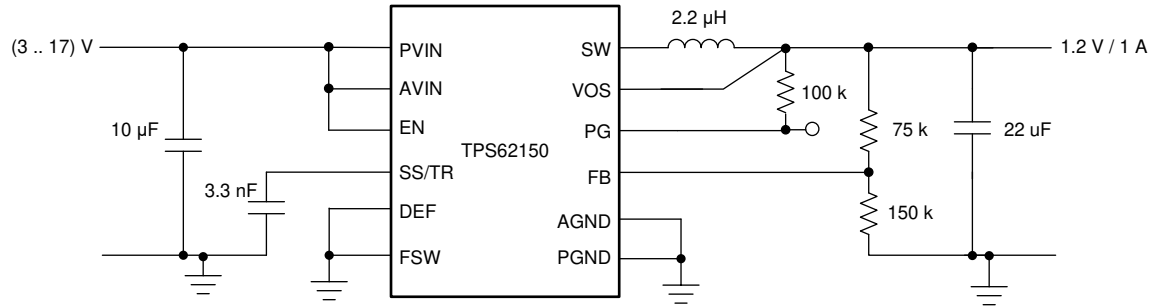 2.2 µH
(3 .. 17) V
PVIN
SW
1.2 V / 1 A
AVIN
VOS
100 k
10 µF
EN
PG
75 k
22 uF
TPS62150
3.3 nF
SS/TR
FB
DEF
AGND
150 k
FSW
PGND